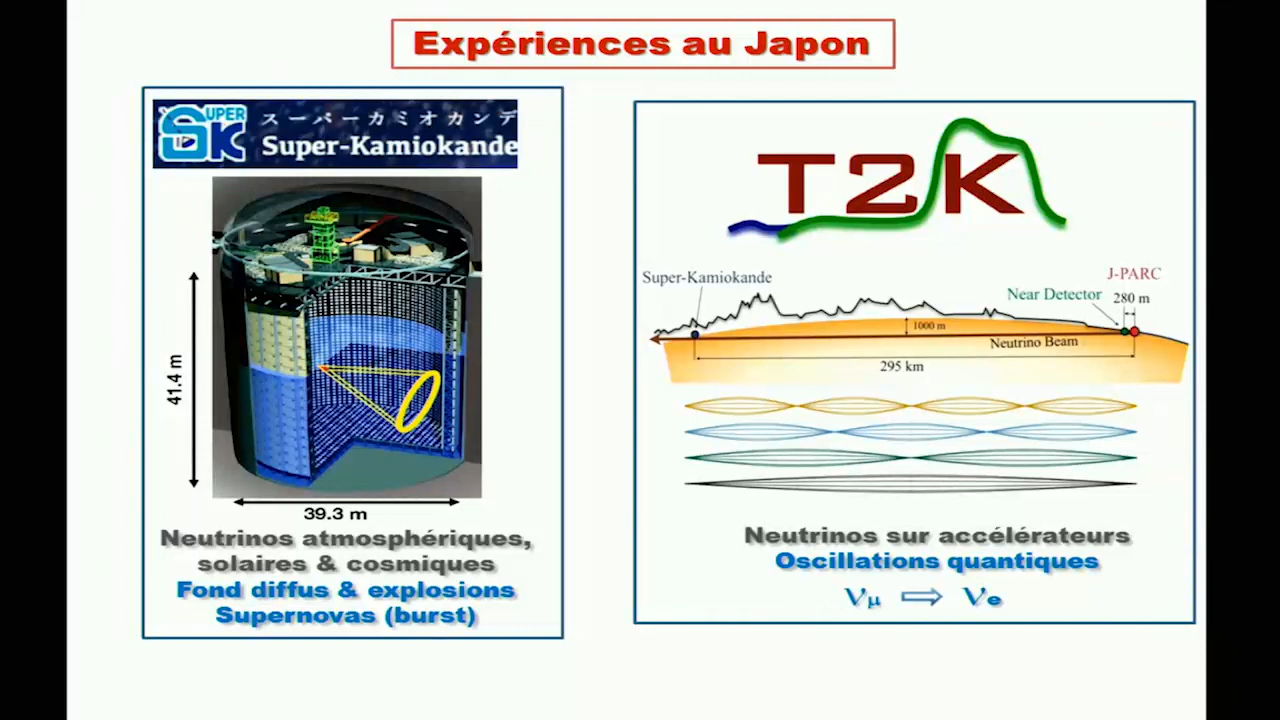 Expériences au Japon
SUPER
SK
スーパーカミオカンデ
Super-Kamiokande
41.4 m
39.3 m
Neutrinos atmosphériques,
solaires & cosmiques
Fond diffus & explosions
Supernovas (burst)
T2K
Super-Kamiokande
J-PARC
Near Detector
280 m
1000 m
Neutrino Beam
295 km
Neutrinos sur accélérateurs
Oscillations quantiques
νμ ⇨ νe